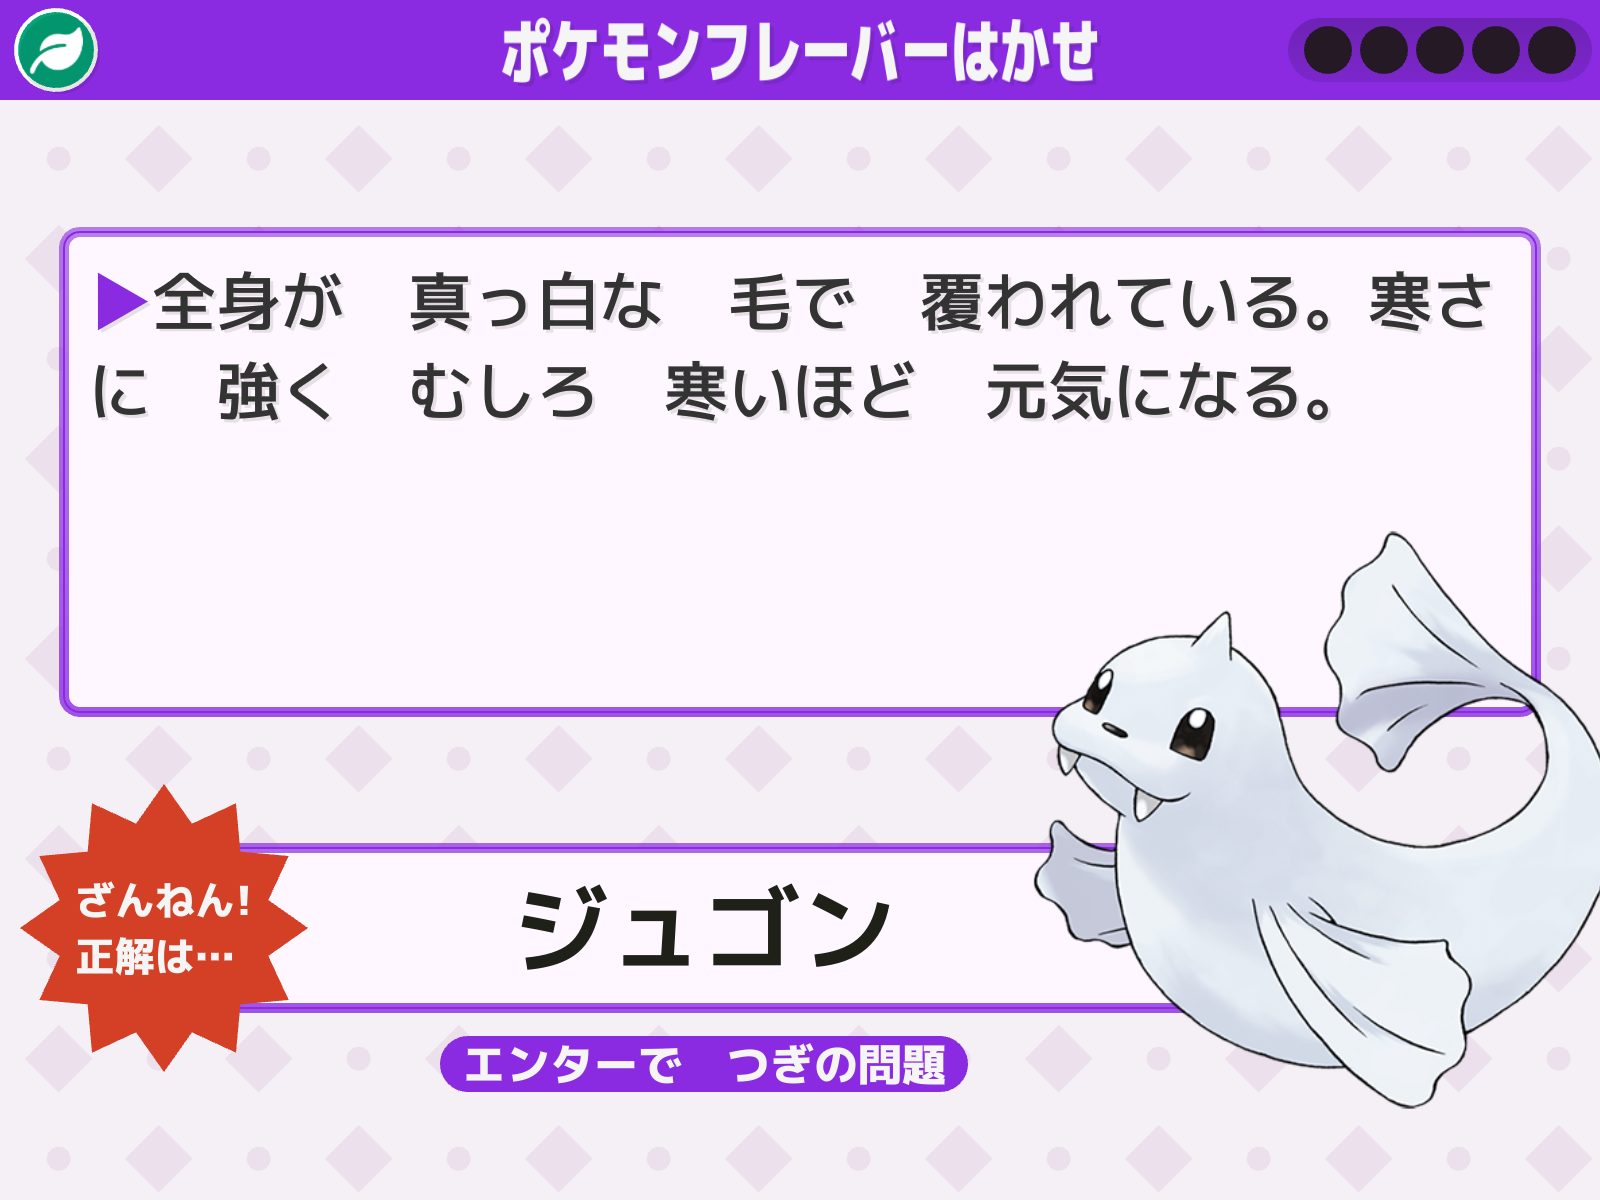 ポケモンフレーバーはかせ
▶全身が　真っ白な　毛で　覆われている。寒さ
に　強く　むしろ　寒いほど　元気になる。
ざんねん!
正解は…
ジュゴン
エンターで　つぎの問題